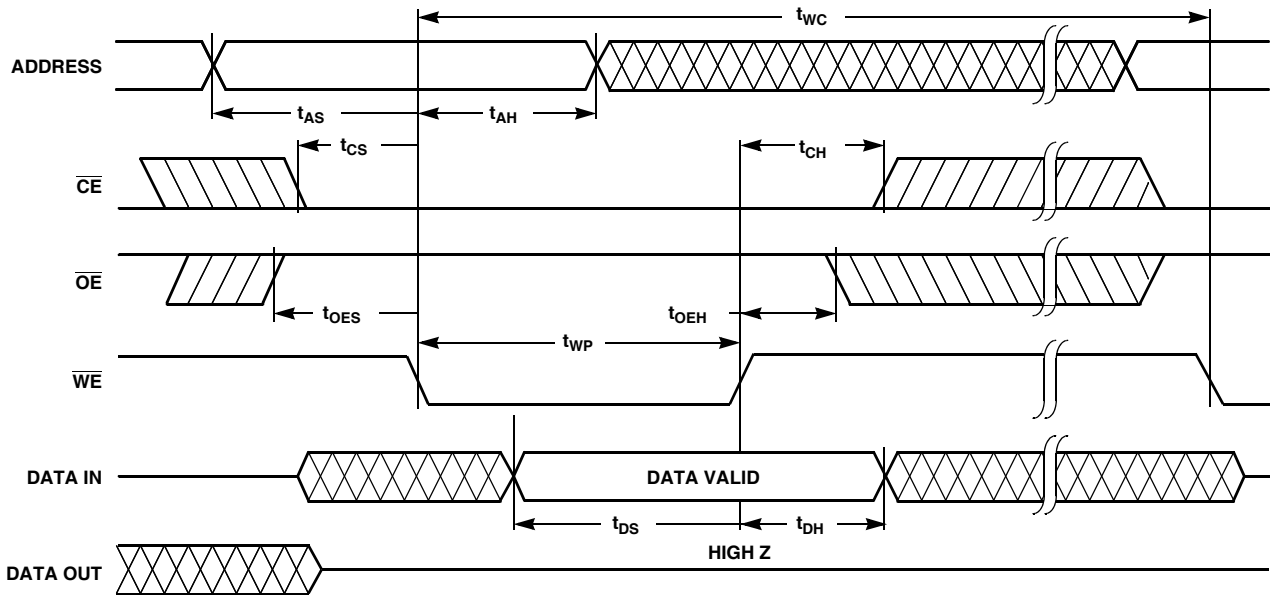 tWC
ADDRESS
tAS
tAH
tCS
tCH
CE
OE
tOES
tOEH
tWP
WE
DATA IN
DATA VALID
tDS
tDH
HIGH Z
DATA OUT